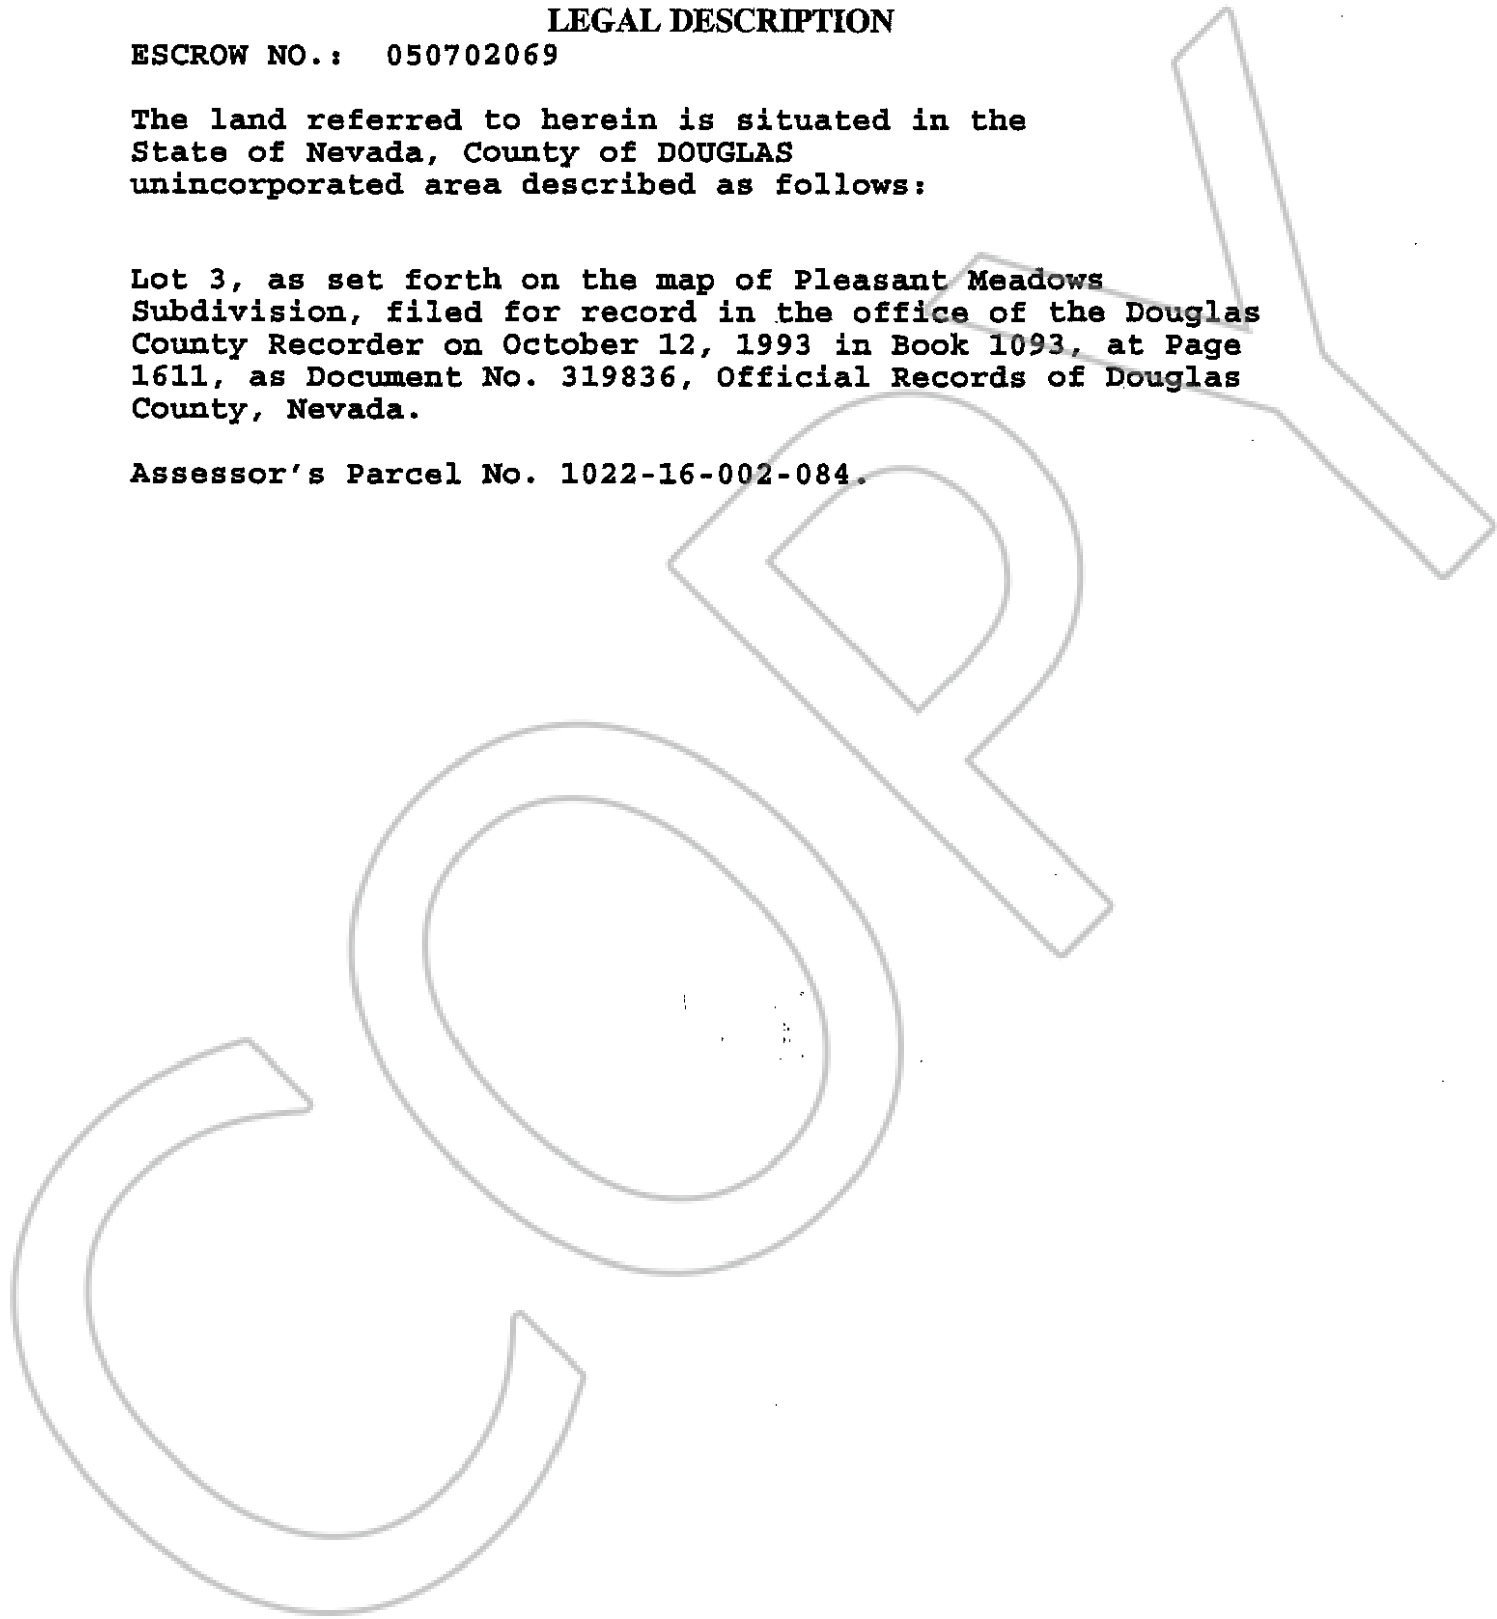 LEGAL DESCRIPTION
ESCROW NO.: 050702069
The land referred to herein is situated in the
State of Nevada, County of DOUGLAS
unincorporated area described as follows:
Lot 3, as set forth on the map of Pleasant Meadows
Subdivision, filed for record in the office of the Douglas
County Recorder on October 12, 1993 in Book 1093, at Page
1611, as Document No. 319836, Official Records of Douglas
County, Nevada.
Assessor's Parcel No. 1022-16-002-084.
COPY